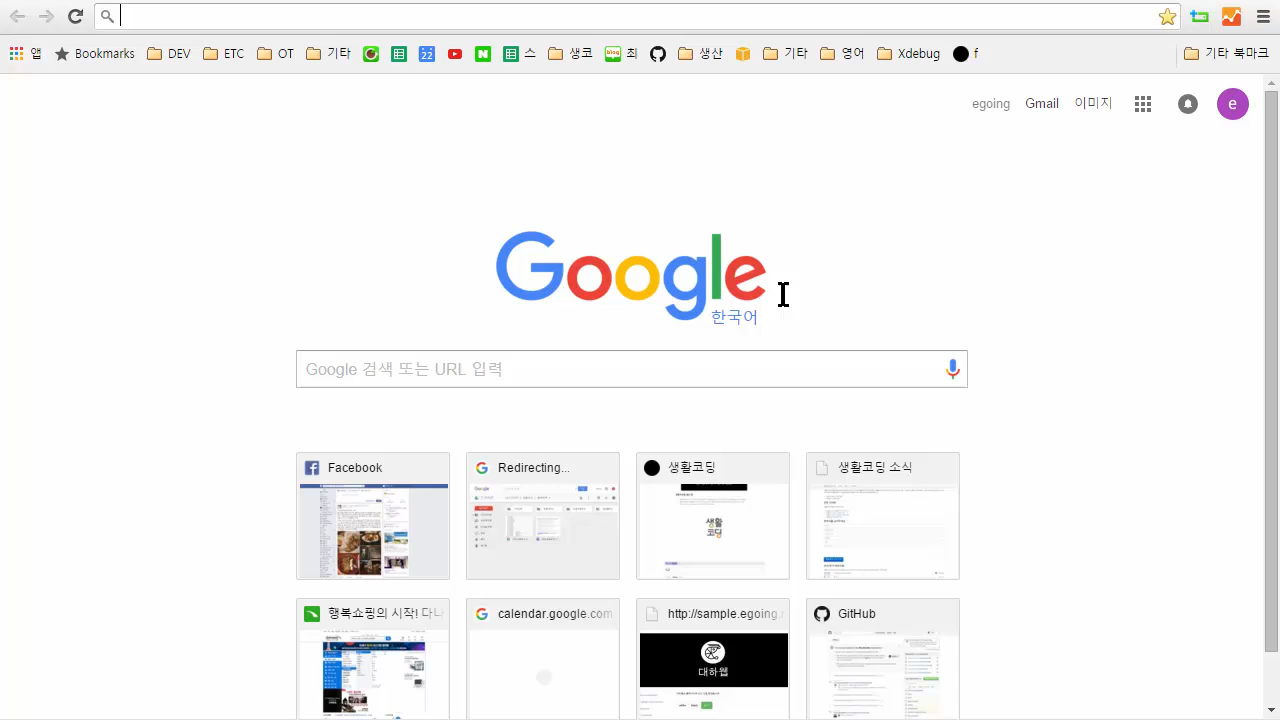 앱 Bookmarks DEV ETC OT 기타 22 N 스 생코 blog 최 생산 기타 영어 Xdebug f 기타 북마크
egoing Gmail 이미지 e
Google
한국어
Google 검색 또는 URL 입력
Facebook Redirecting... 생활코딩 생활코딩 소식
생활
코딩
행복쇼핑의 시작! 다나 calendar.google.com http://sample.egoing. GitHub
대하웹